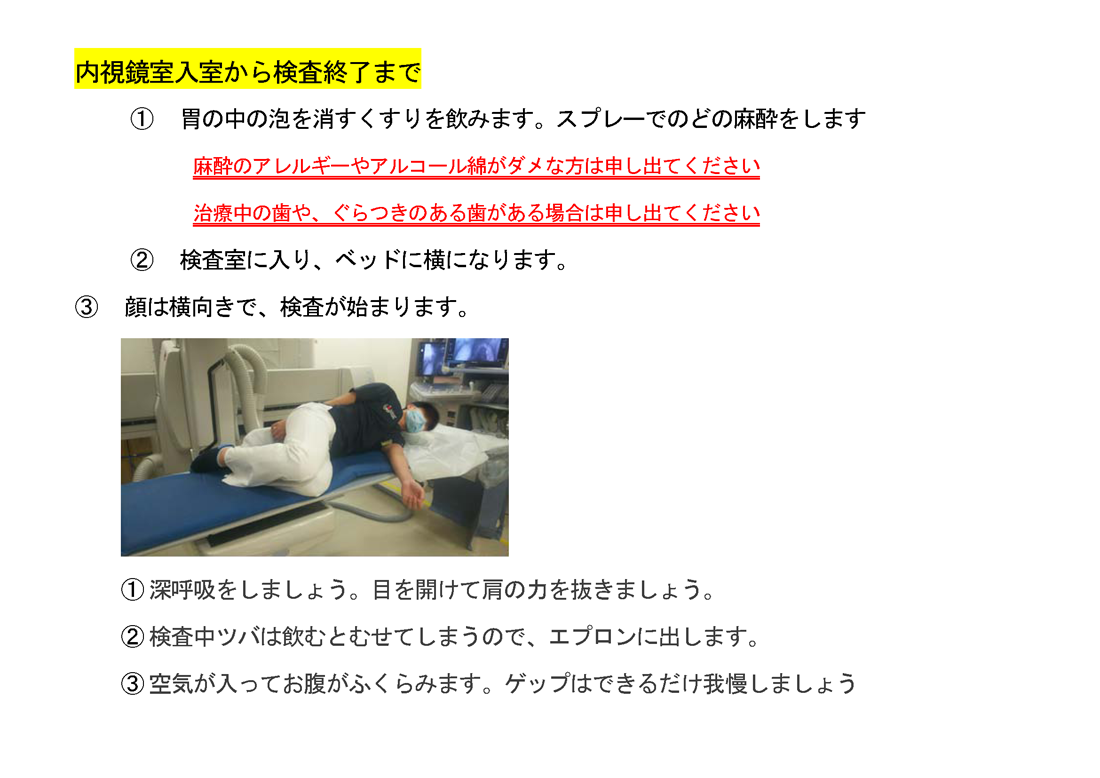 内視鏡室入室から検査終了まで
① 胃の中の泡を消すくすりを飲みます。スプレーでのどの麻酔をします
麻酔のアレルギーやアルコール綿がダメな方は申し出てください
治療中の歯や、ぐらつきのある歯がある場合は申し出てください
② 検査室に入り、ベッドに横になります。
③ 顔は横向きで、検査が始まります。
① 深呼吸をしましょう。目を開けて肩の力を抜きましょう。
② 検査中ツバは飲むとむせてしまうので、エプロンに出します。
③ 空気が入ってお腹がふくらみます。ゲップはできるだけ我慢しましょう